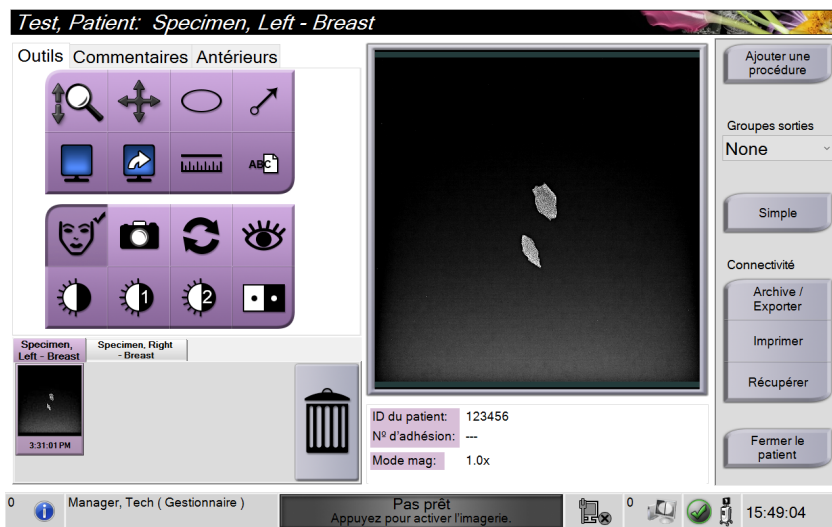 Test, Patient: Specimen, Left - Breast
Outils Commentaires Antérieurs
ABC
1
2
Specimen,
Left - Breast
Specimen, Right
- Breast
3:31:01 PM
ID du patient: 123456
Nº d'adhésion: ---
Mode mag: 1.0x
Ajouter une
procédure
Groupes sorties
None
Simple
Connectivité
Archive /
Exporter
Imprimer
Récupérer
Fermer le
patient
0
Manager, Tech ( Gestionnaire )
Pas prêt
Appuyez pour activer l'imagerie.
0
15:49:04